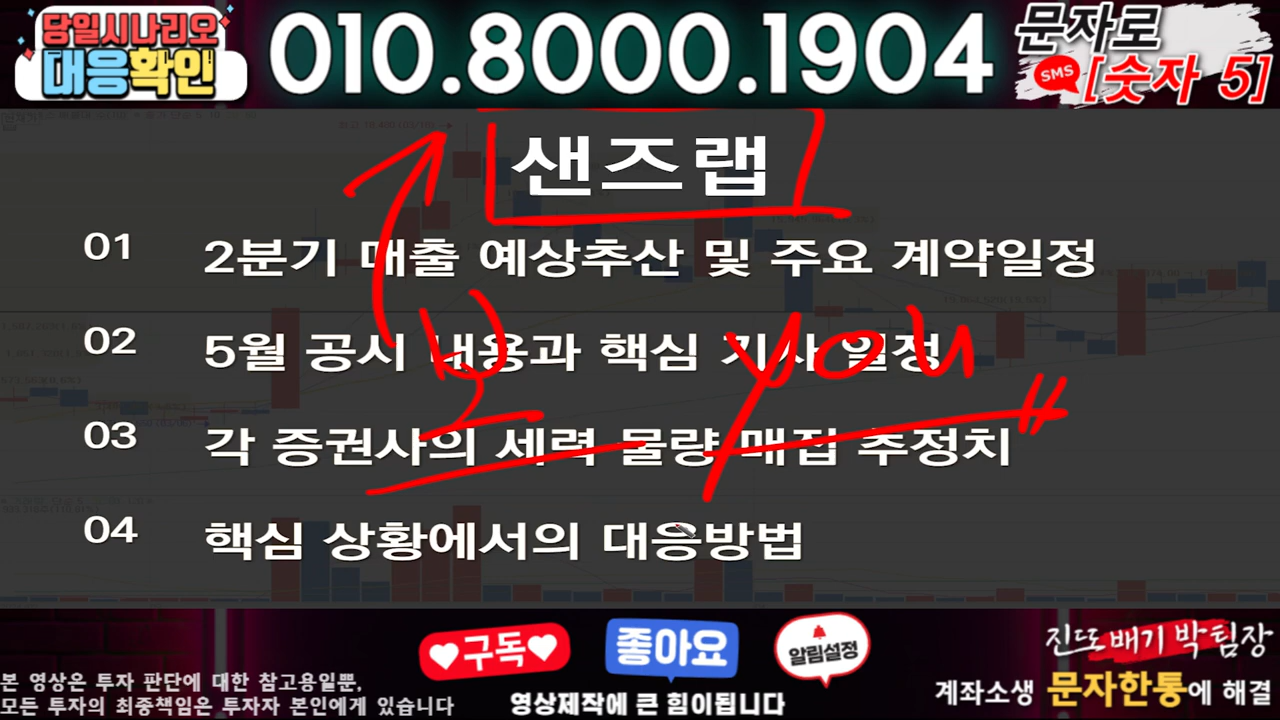 당일시나리오
대응확인
010.8000.1904
문자로
SMS [숫자 5]
샌즈랩
01 2분기 매출 예상추산 및 주요 계약일정
02 5월 공시 내용과 핵심 기사 일정
03 각 증권사의 세력 물량 매집 추정치
04 핵심 상황에서의 대응방법
보 you
구독
좋아요
알림설정
영상제작에 큰 힘이됩니다
본 영상은 투자 판단에 대한 참고용일뿐,
모든 투자의 최종책임은 투자자 본인에게 있습니다
진또배기 박팀장
계좌소생 문자한통에 해결